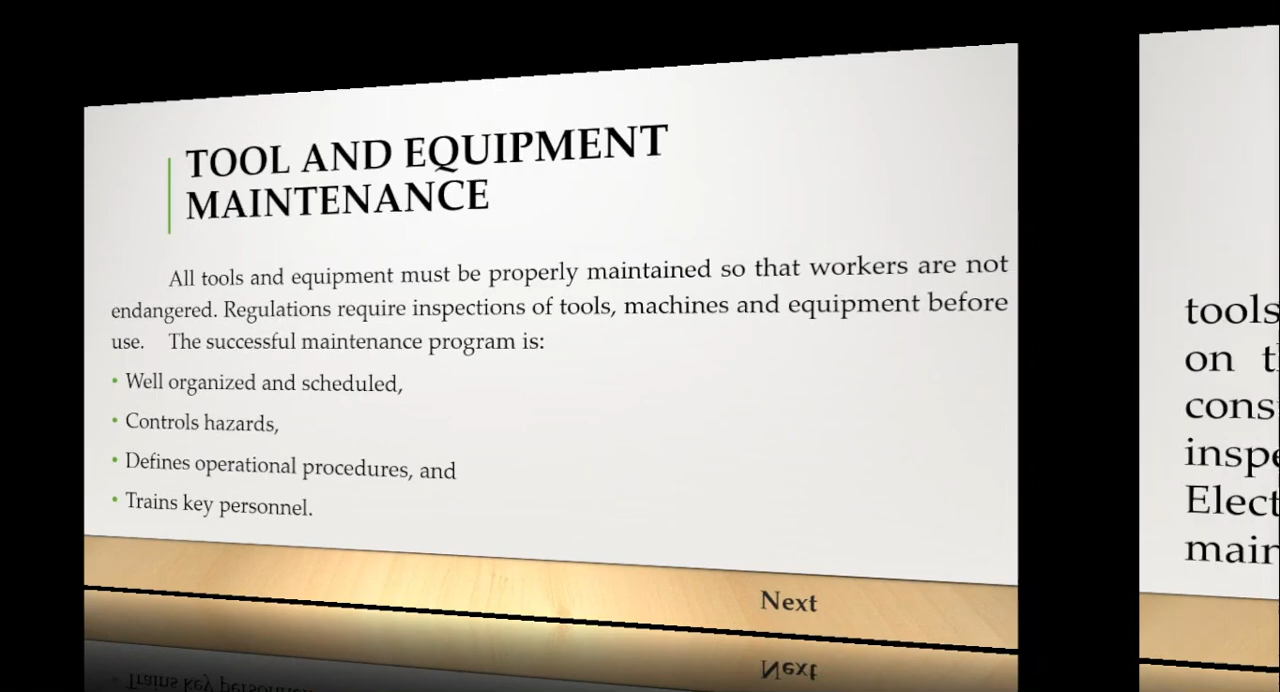 TOOL AND EQUIPMENT
MAINTENANCE
All tools and equipment must be properly maintained so that workers are not
endangered. Regulations require inspections of tools, machines and equipment before
use. The successful maintenance program is:
• Well organized and scheduled,
• Controls hazards,
• Defines operational procedures, and
• Trains key personnel.
Next
tools
on